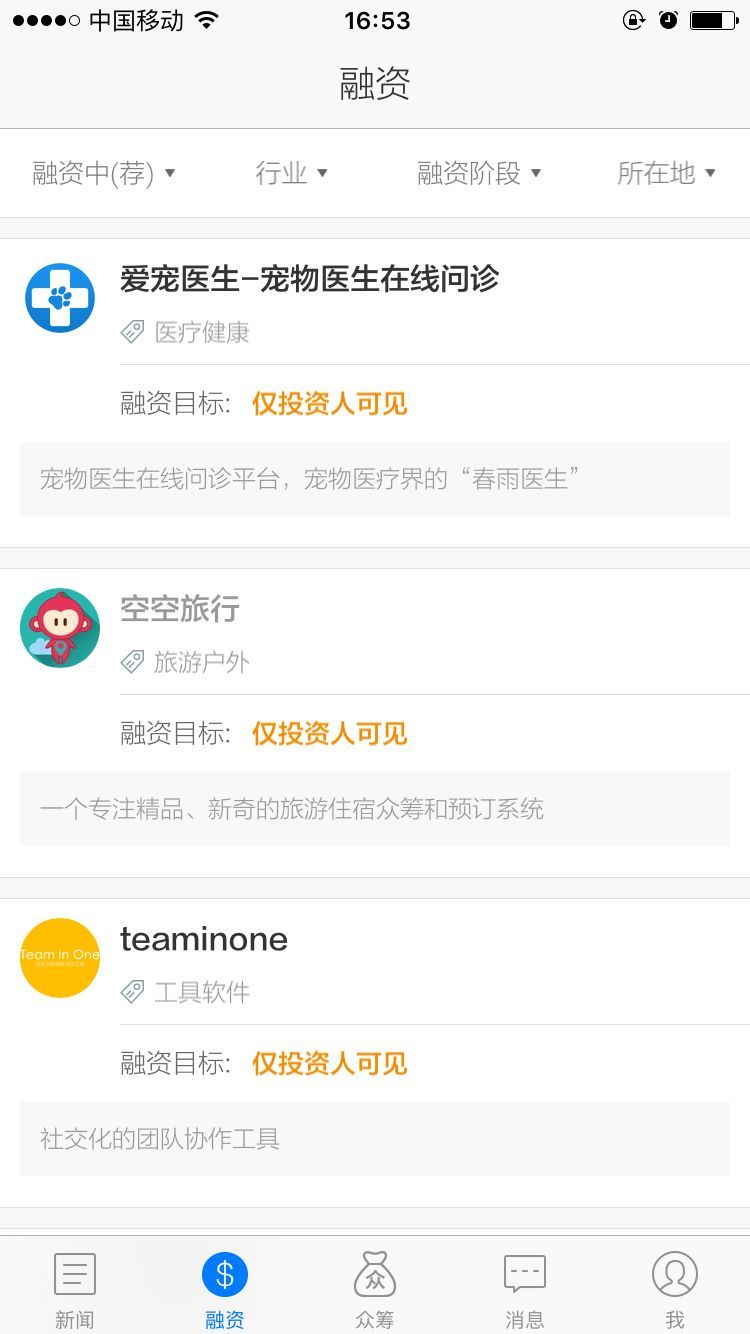 中国移动 16:53
融资
融资中(荐) 行业 融资阶段 所在地
爱宠医生-宠物医生在线问诊
医疗健康
融资目标: 仅投资人可见
宠物医生在线问诊平台，宠物医疗界的“春雨医生”
空空旅行
旅游户外
融资目标: 仅投资人可见
一个专注精品、新奇的旅游住宿众筹和预订系统
Team In One
teaminone
工具软件
融资目标: 仅投资人可见
社交化的团队协作工具
众
新闻 融资 众筹 消息 我